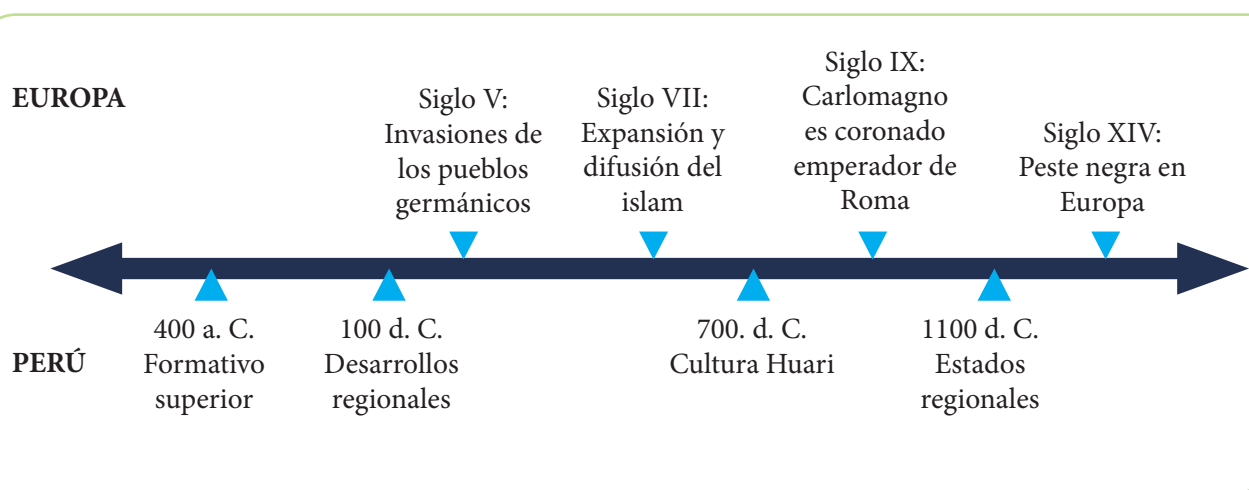 EUROPA
Siglo V:
Invasiones de
los pueblos
germánicos
Siglo VII:
Expansión y
difusión del
islam
Siglo IX:
Carlomagno
es coronado
emperador de
Roma
Siglo XIV:
Peste negra en
Europa
PERÚ
400 a. C.
Formativo
superior
100 d. C.
Desarrollos
regionales
700. d. C.
Cultura Huari
1100 d. C.
Estados
regionales